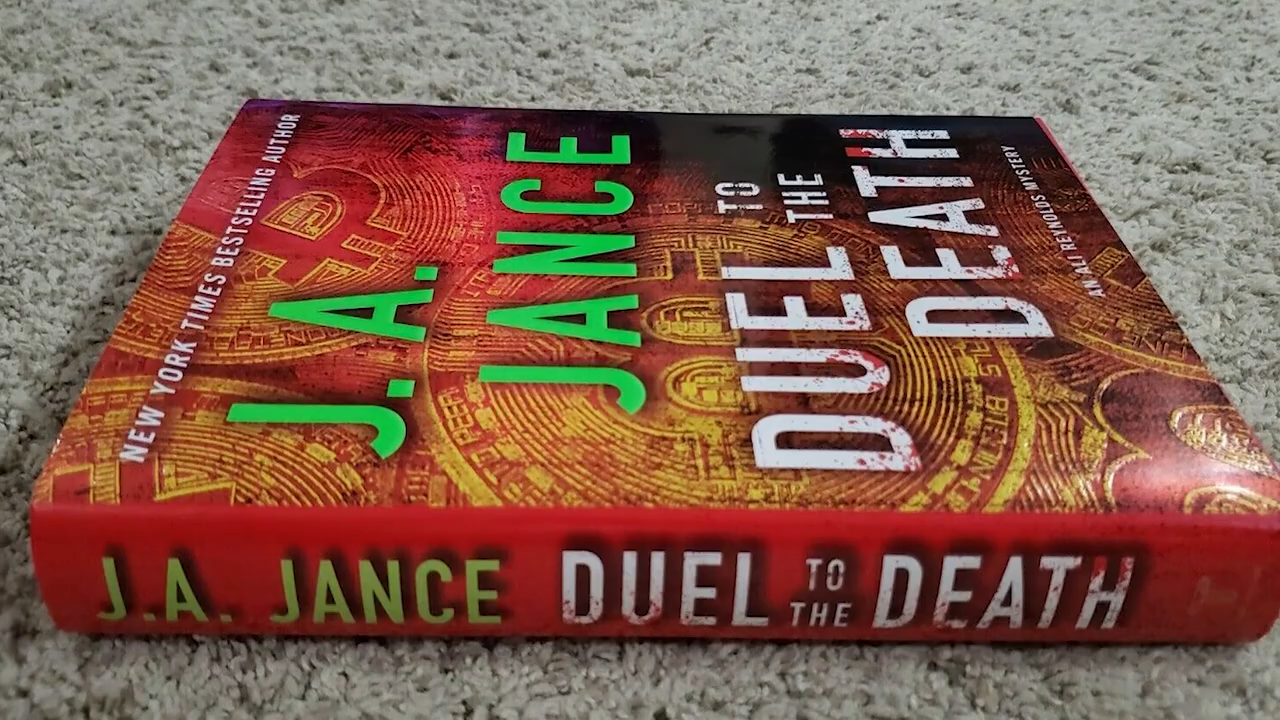 NEW YORK TIMES BESTSELLING AUTHOR
J.A.
JANCE
DUEL TO
THE
DEATH
AN ALI REYNOLDS MYSTERY
J.A. JANCE DUEL TO THE DEATH